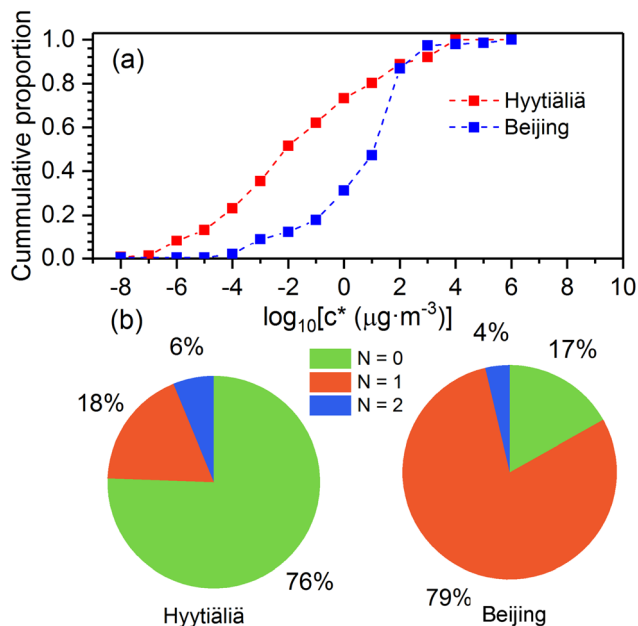 (a)
Cummulative proportion
1.0
0.8
0.6
0.4
0.2
0.0
Hyytiäliä
Beijing
-8 -6 -4 -2 0 2 4 6 8 10
log10[c* (µg·m-3)]
(b)
6%
18%
76%
Hyytiäliä
N = 0
N = 1
N = 2
4%
17%
79%
Beijing